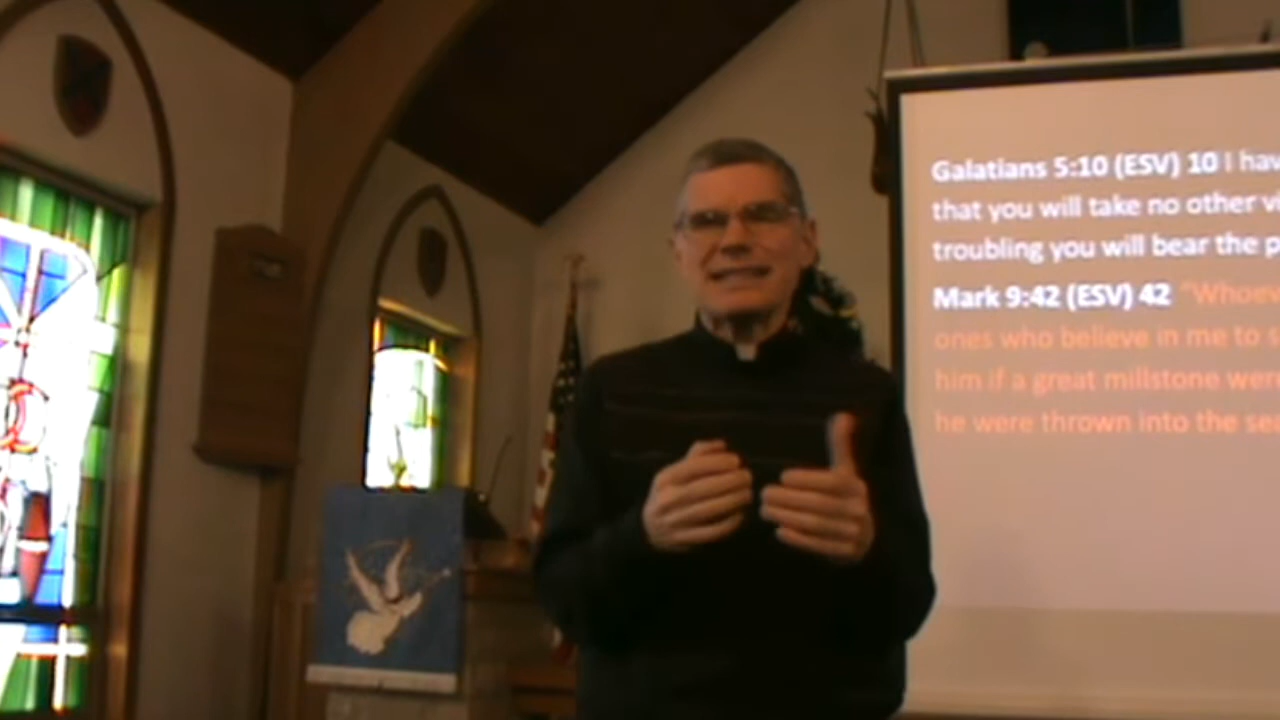 Galatians 5:10 (ESV) 10 I hav
that you will take no other vi
troubling you will bear the p
Mark 9:42 (ESV) 42 "Whoev
ones who believe in me to s
him if a great millstone wer
he were thrown into the sea